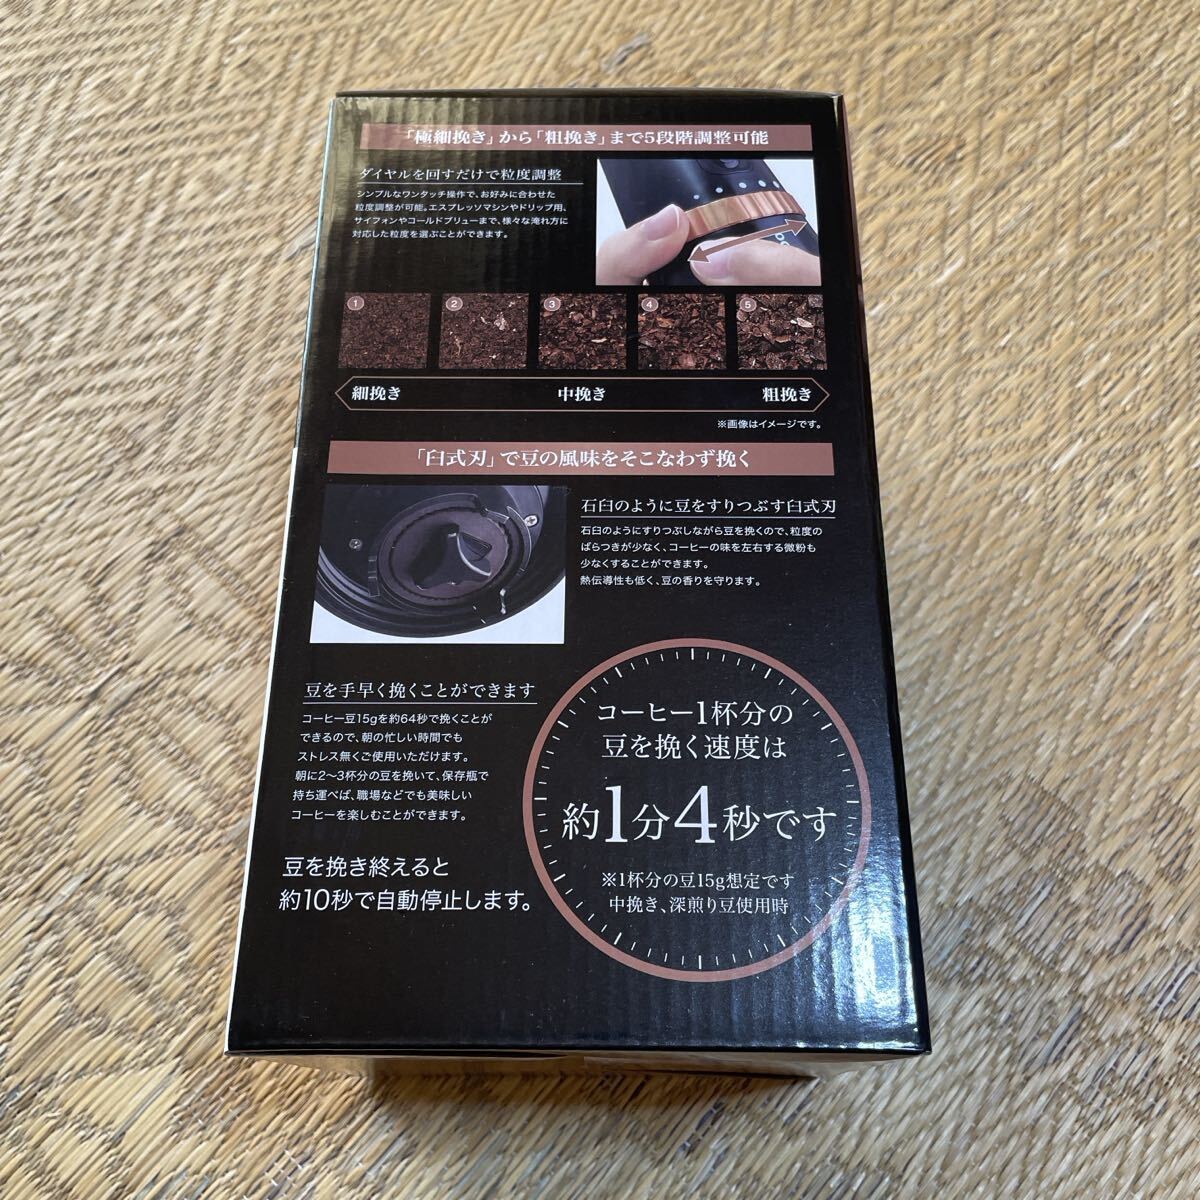 「極細挽き」から「粗挽き」まで5段階調整可能
ダイヤルを回すだけで粒度調整
シンプルなワンタッチ操作で、お好みに合わせた
粒度調整が可能。エスプレッソマシンやドリップ用、
サイフォンやコールドブリューまで、様々な淹れ方に
対応した粒度を選ぶことができます。
1 2 3 4 5
細挽き 中挽き 粗挽き
※画像はイメージです。
「臼式刃」で豆の風味をそこなわず挽く
石臼のように豆をすりつぶす臼式刃
石臼のようにすりつぶしながら豆を挽くので、粒度の
ばらつきが少なく、コーヒーの味を左右する微粉も
少なくすることができます。
熱伝導性も低く、豆の香りを守ります。
豆を手早く挽くことができます
コーヒー豆15gを約64秒で挽くことが
できるので、朝の忙しい時間でも
ストレス無くご使用いただけます。
朝に2〜3杯分の豆を挽いて、保存瓶で
持ち運べば、職場などでも美味しい
コーヒーを楽しむことができます。
豆を挽き終えると
約10秒で自動停止します。
コーヒー1杯分の
豆を挽く速度は
約1分4秒です
※1杯分の豆15g想定です
中挽き、深煎り豆使用時